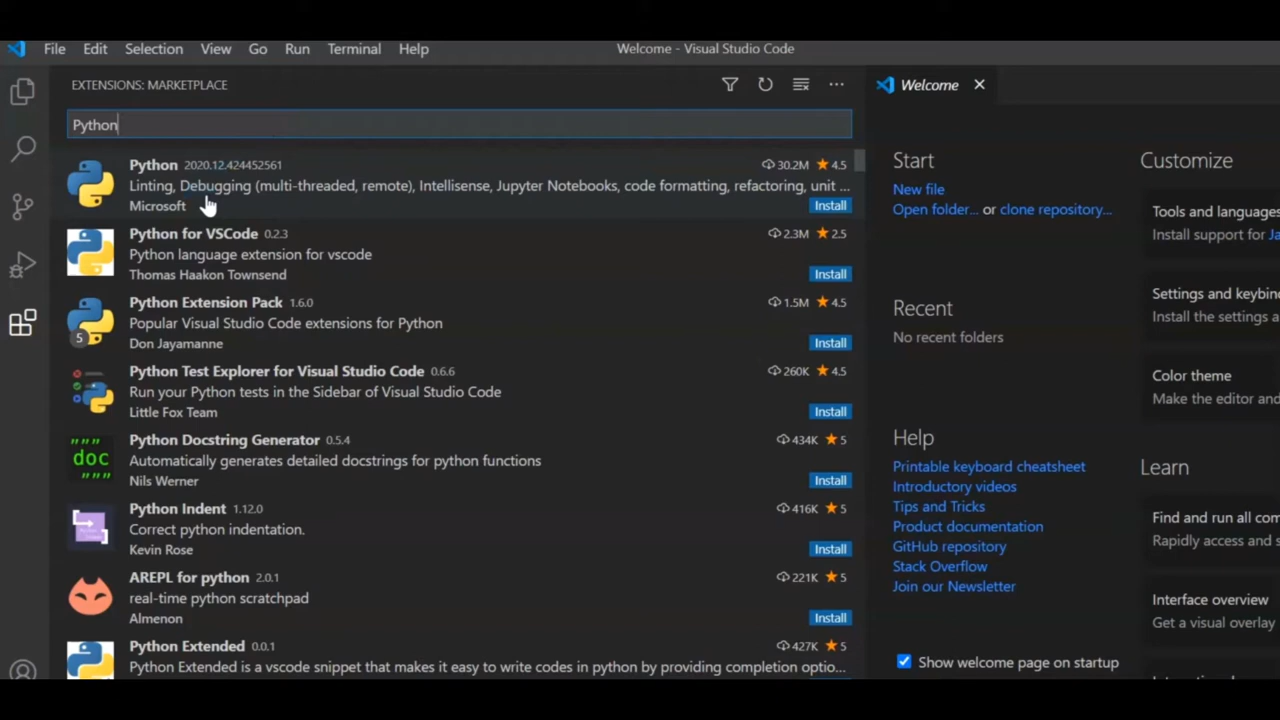 File Edit Selection View Go Run Terminal Help
Welcome - Visual Studio Code
EXTENSIONS: MARKETPLACE
Python
Python 2020.12.424452561 30.2M 4.5
Linting, Debugging (multi-threaded, remote), Intellisense, Jupyter Notebooks, code formatting, refactoring, unit ...
Microsoft Install
Python for VSCode 0.2.3 2.3M 2.5
Python language extension for vscode
Thomas Haakon Townsend Install
Python Extension Pack 1.6.0 1.5M 4.5
Popular Visual Studio Code extensions for Python
5
Don Jayamanne Install
Python Test Explorer for Visual Studio Code 0.6.6 260K 4.5
Run your Python tests in the Sidebar of Visual Studio Code
Little Fox Team Install
""" doc """
Python Docstring Generator 0.5.4 434K 5
Automatically generates detailed docstrings for python functions
Nils Werner Install
Python Indent 1.12.0 416K 5
Correct python indentation.
Kevin Rose Install
AREPL for python 2.0.1 221K 5
real-time python scratchpad
Almenon Install
Python Extended 0.0.1 427K 5
Python Extended is a vscode snippet that makes it easy to write codes in python by providing completion optio...
Welcome
Start
New file
Open folder... or clone repository...
Recent
No recent folders
Help
Printable keyboard cheatsheet
Introductory videos
Tips and Tricks
Product documentation
GitHub repository
Stack Overflow
Join our Newsletter
Show welcome page on startup
Customize
Tools and languages
Install support for Ja
Settings and keybin
Install the settings a
Color theme
Make the editor and
Learn
Find and run all com
Rapidly access and s
Interface overview
Get a visual overlay